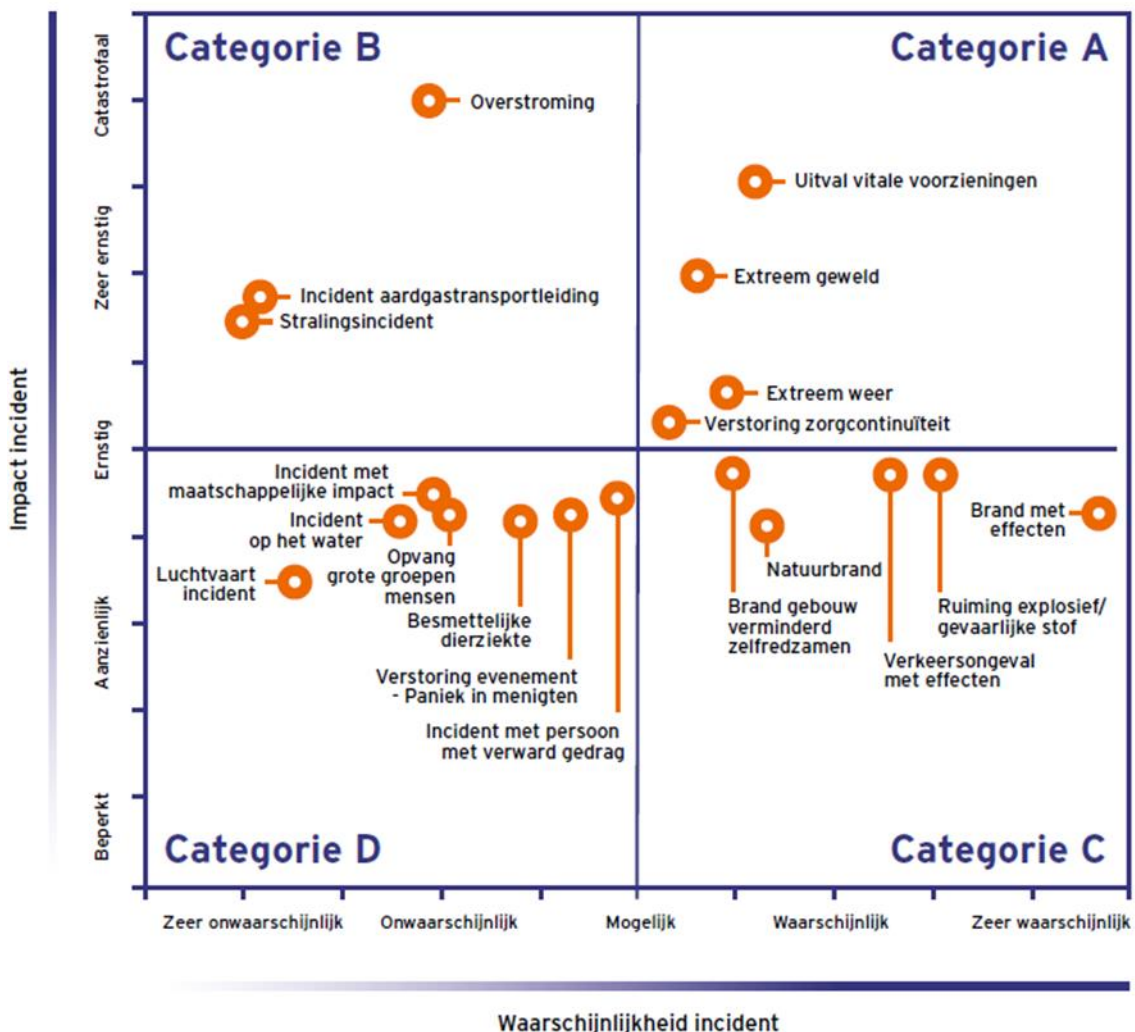 Categorie B
Categorie A
Catastrofaal
Overstroming
Uitval vitale voorzieningen
Zeer ernstig
Extreem geweld
Incident aardgastransportleiding
Stralingsincident
Impact incident
Extreem weer
Verstoring zorgcontinuïteit
Ernstig
Incident met
maatschappelijke impact
Incident
op het water
Brand met
effecten
Opvang
grote groepen
mensen
Luchtvaart
incident
Natuurbrand
Besmettelijke
dierziekte
Brand gebouw
verminderd
zelfredzamen
Ruiming explosief/
gevaarlijke stof
Aanzienlijk
Verkeersongeval
met effecten
Verstoring evenement
- Paniek in menigten
Incident met persoon
met verward gedrag
Beperkt
Categorie D
Categorie C
Zeer onwaarschijnlijk
Onwaarschijnlijk
Mogelijk
Waarschijnlijk
Zeer waarschijnlijk
Waarschijnlijkheid incident